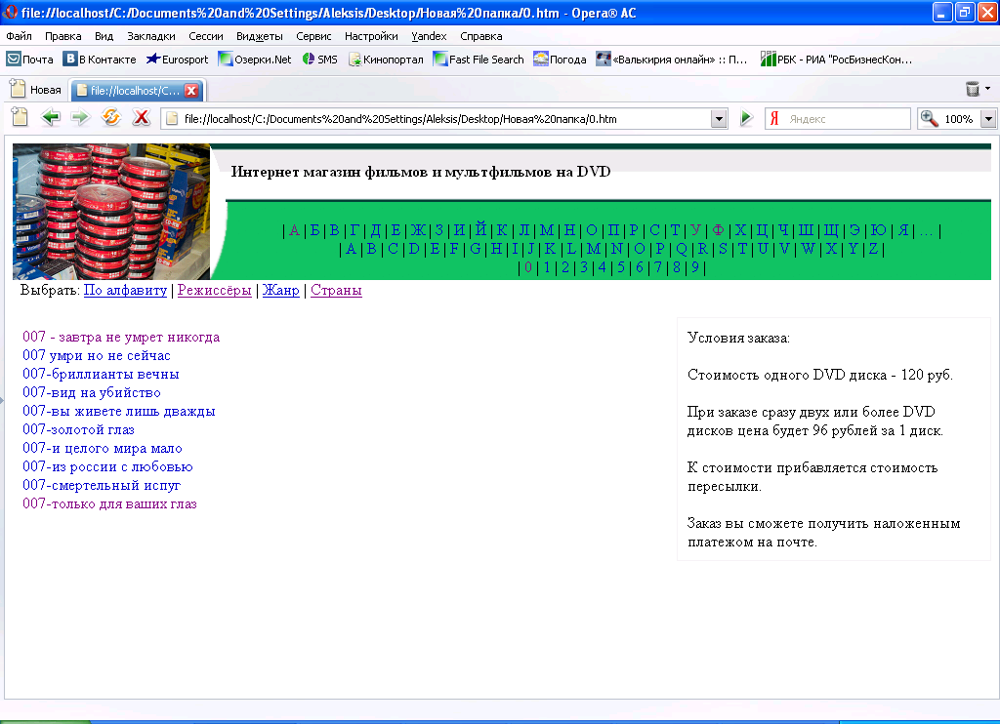 file://localhost/C:/Documents%20and%20Settings/Aleksis/Desktop/Новая%20папка/0.htm - Opera® AC
Файл Правка Вид Закладки Сессии Виджеты Сервис Настройки Yandex Справка
Почта В Контакте Eurosport Озерки.Net SMS Кинопортал Fast File Search Погода «Валькирия онлайн» :: П... РБК - РИА "РосБизнесКон...
Новая file://localhost/C...
file://localhost/C:/Documents%20and%20Settings/Aleksis/Desktop/Новая%20папка/0.htm Яндекс 100%
Интернет магазин фильмов и мультфильмов на DVD
| А | Б | В | Г | Д | Е | Ж | З | И | Й | К | Л | М | Н | О | П | Р | С | Т | У | Ф | Х | Ц | Ч | Ш | Щ | Э | Ю | Я | ... |
| A | B | C | D | E | F | G | H | I | J | K | L | M | N | O | P | Q | R | S | T | U | V | W | X | Y | Z |
| 0 | 1 | 2 | 3 | 4 | 5 | 6 | 7 | 8 | 9 |
Выбрать: По алфавиту | Режиссёры | Жанр | Страны
007 - завтра не умрет никогда
007 умри но не сейчас
007-бриллианты вечны
007-вид на убийство
007-вы живете лишь дважды
007-золотой глаз
007-и целого мира мало
007-из россии с любовью
007-смертельный испуг
007-только для ваших глаз
Условия заказа:
Стоимость одного DVD диска - 120 руб.
При заказе сразу двух или более DVD
дисков цена будет 96 рублей за 1 диск.
К стоимости прибавляется стоимость
пересылки.
Заказ вы сможете получить наложенным
платежом на почте.